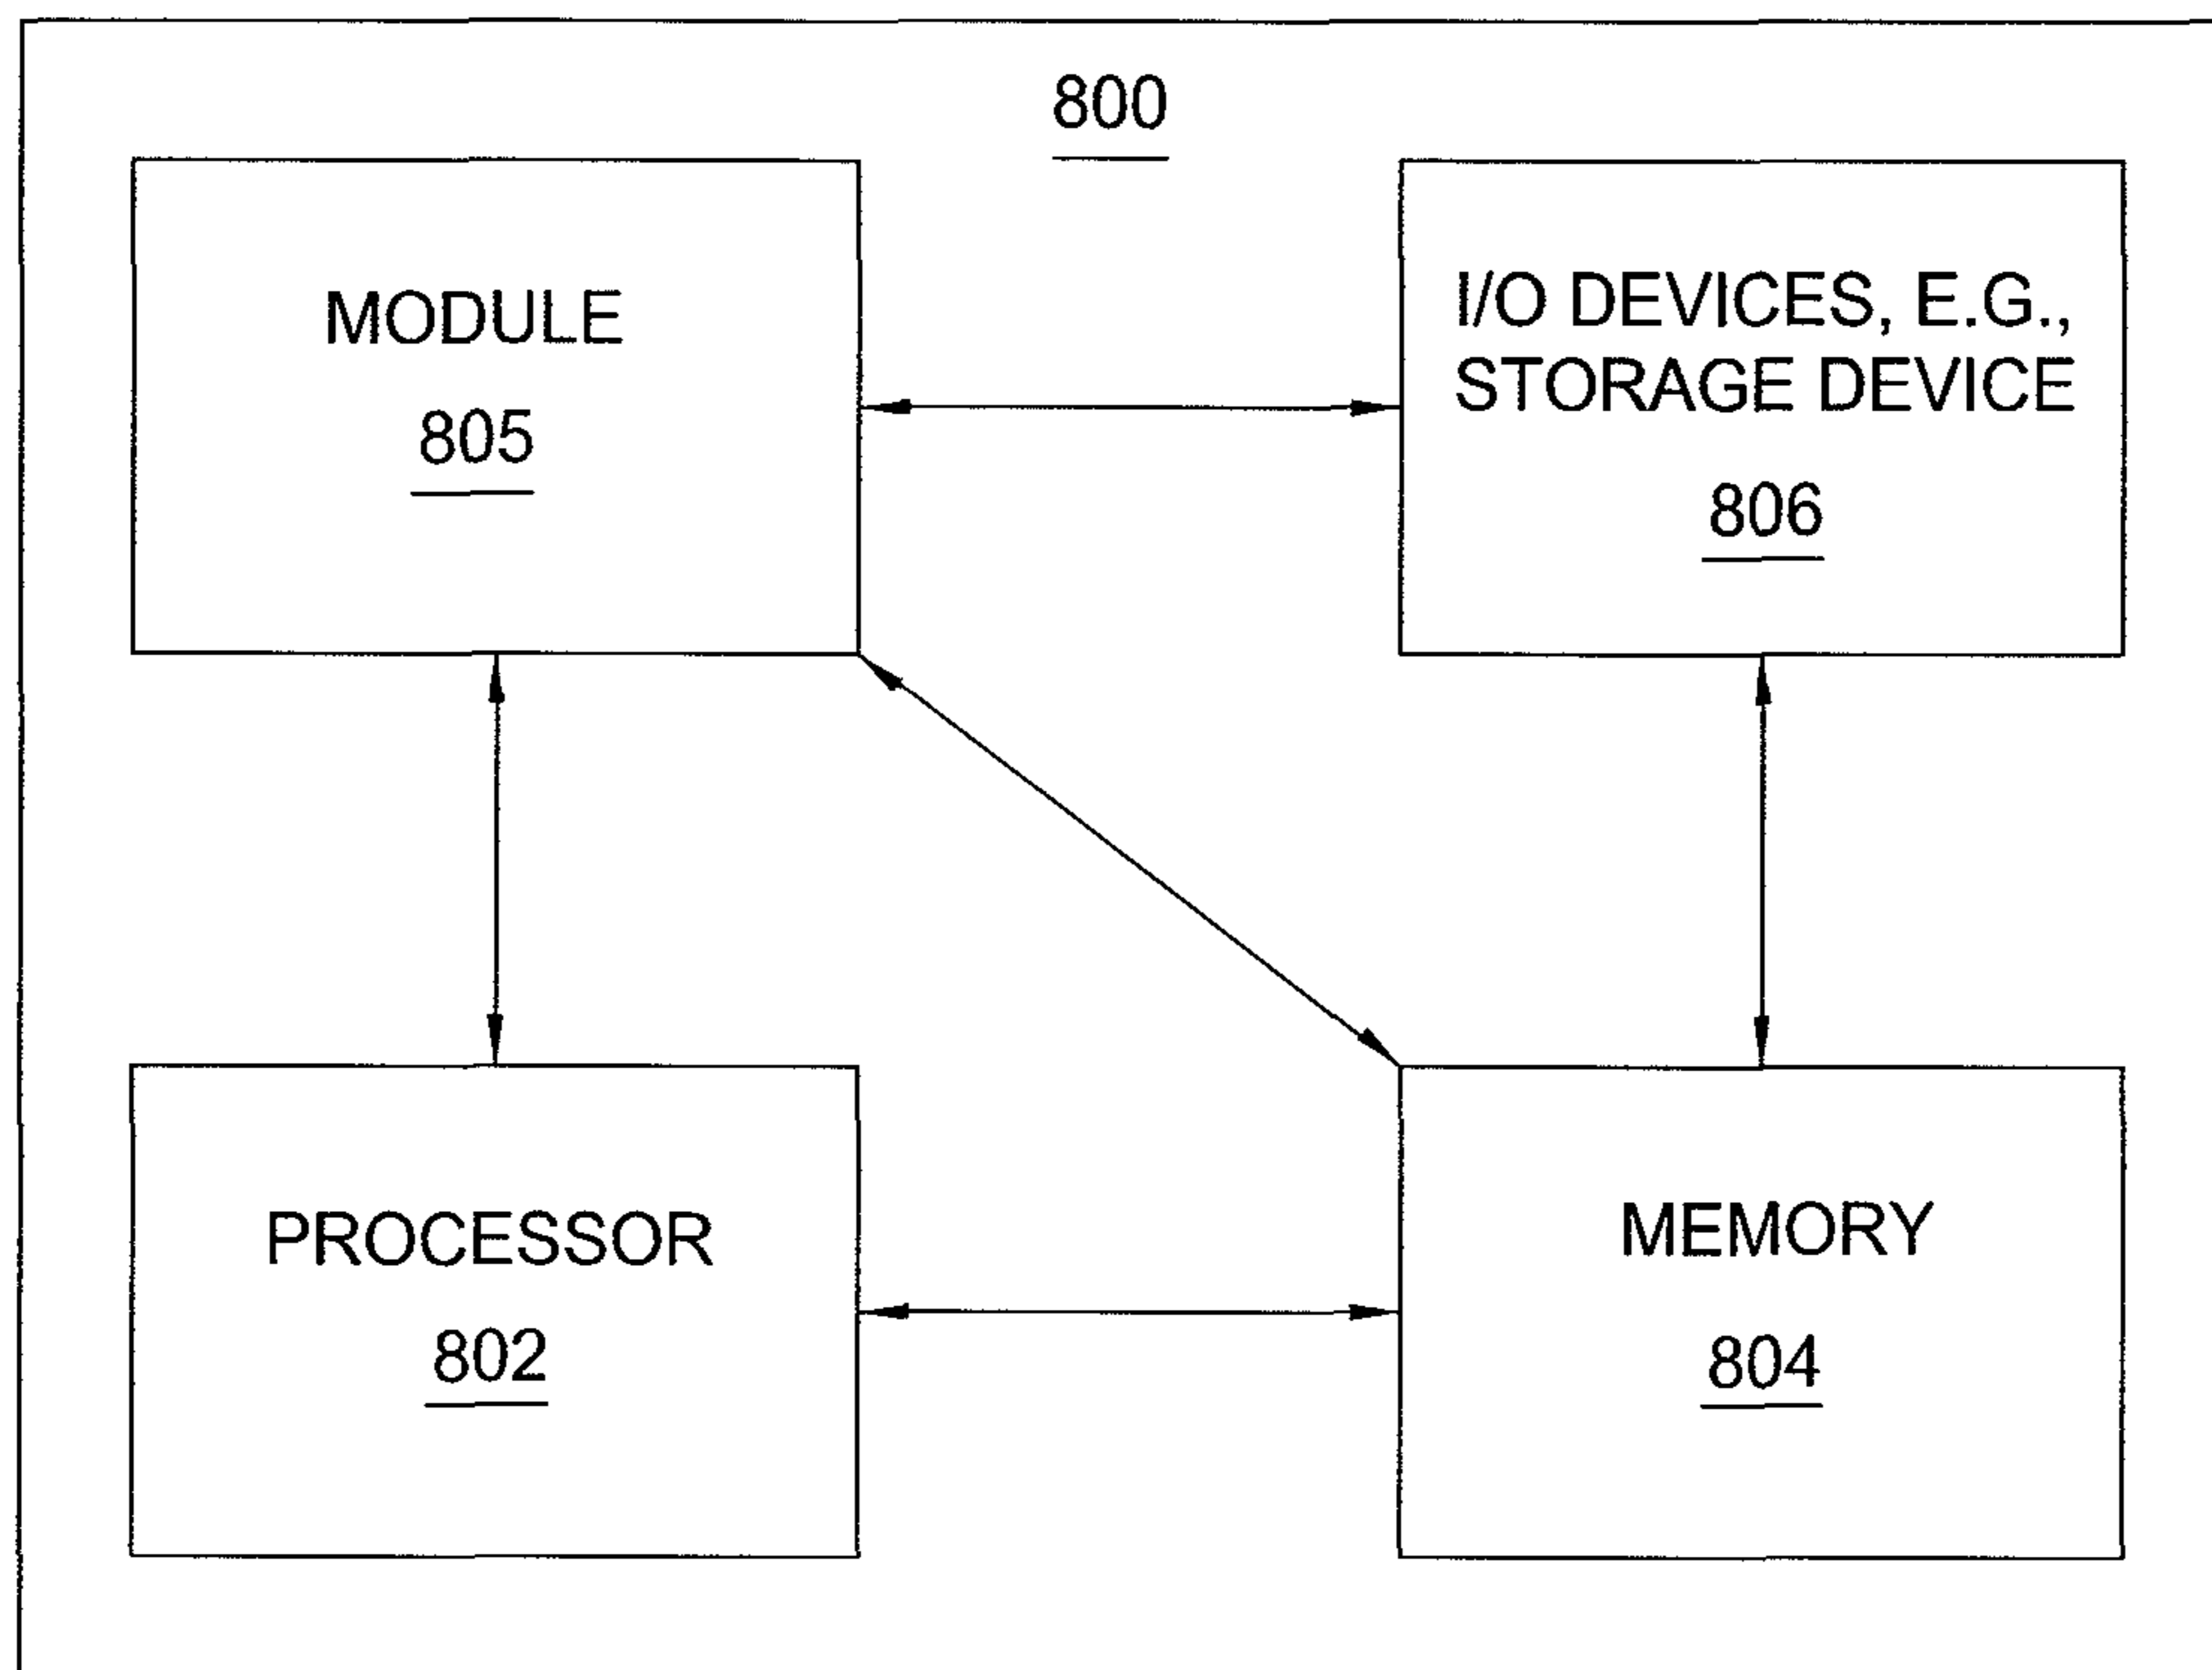 800
MODULE
805
I/O DEVICES, E.G.,
STORAGE DEVICE
806
PROCESSOR
802
MEMORY
804